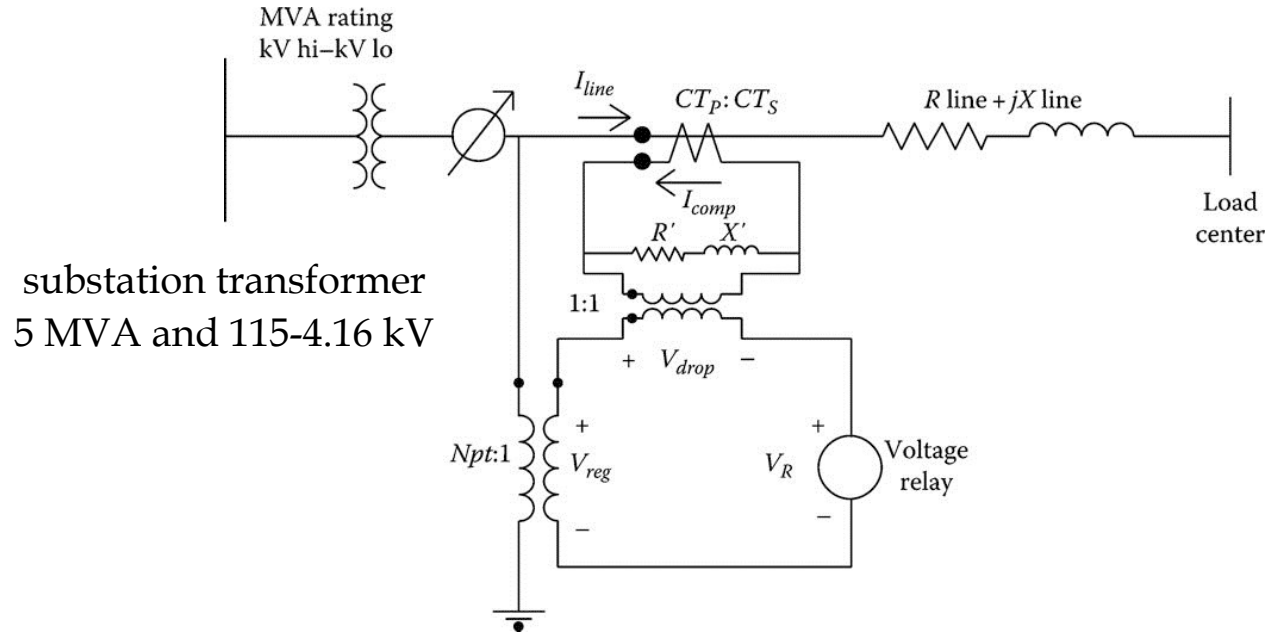 MVA rating
kV hi–kV lo
I_line
CT_P : CT_S
R line + jX line
I_comp
Load
center
R' X'
substation transformer
5 MVA and 115-4.16 kV
1:1
+ V_drop −
Npt:1
+
V_reg
−
+
V_R
−
Voltage
relay